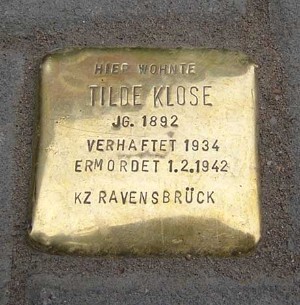 HIER WOHNTE
TILDE KLOSE
JG. 1892
VERHAFTET 1934
ERMORDET 1.2.1942
KZ RAVENSBRÜCK